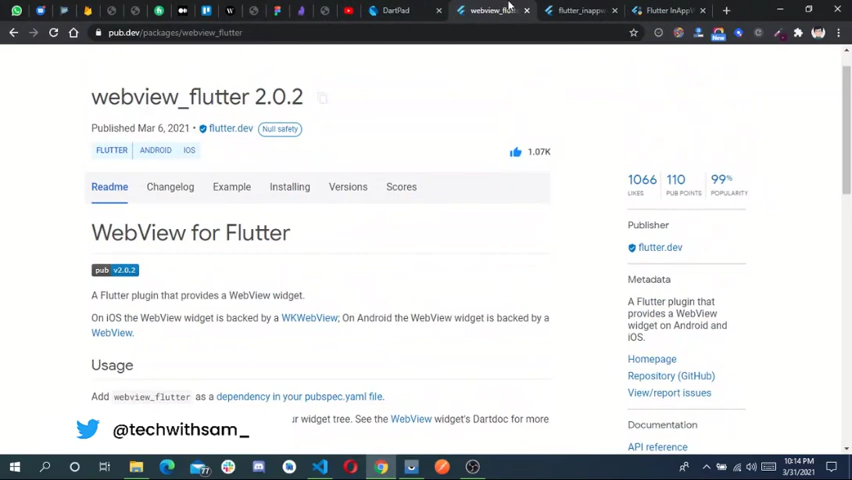 DartPad
webview_flutt
flutter_inappw
Flutter InAppW
pub.dev/packages/webview_flutter
New
webview_flutter 2.0.2
Published Mar 6, 2021 • flutter.dev Null safety
FLUTTER ANDROID IOS
1.07K
Readme Changelog Example Installing Versions Scores
WebView for Flutter
pub v2.0.2
A Flutter plugin that provides a WebView widget.
On iOS the WebView widget is backed by a WKWebView; On Android the WebView widget is backed by a
WebView.
Usage
Add webview_flutter as a dependency in your pubspec.yaml file.
ur widget tree. See the WebView widget's Dartdoc for more
@techwithsam_
1066 110 99%
LIKES PUB POINTS POPULARITY
Publisher
flutter.dev
Metadata
A Flutter plugin that
provides a WebView
widget on Android and
iOS.
Homepage
Repository (GitHub)
View/report issues
Documentation
API reference
77
10:14 PM
3/31/2021